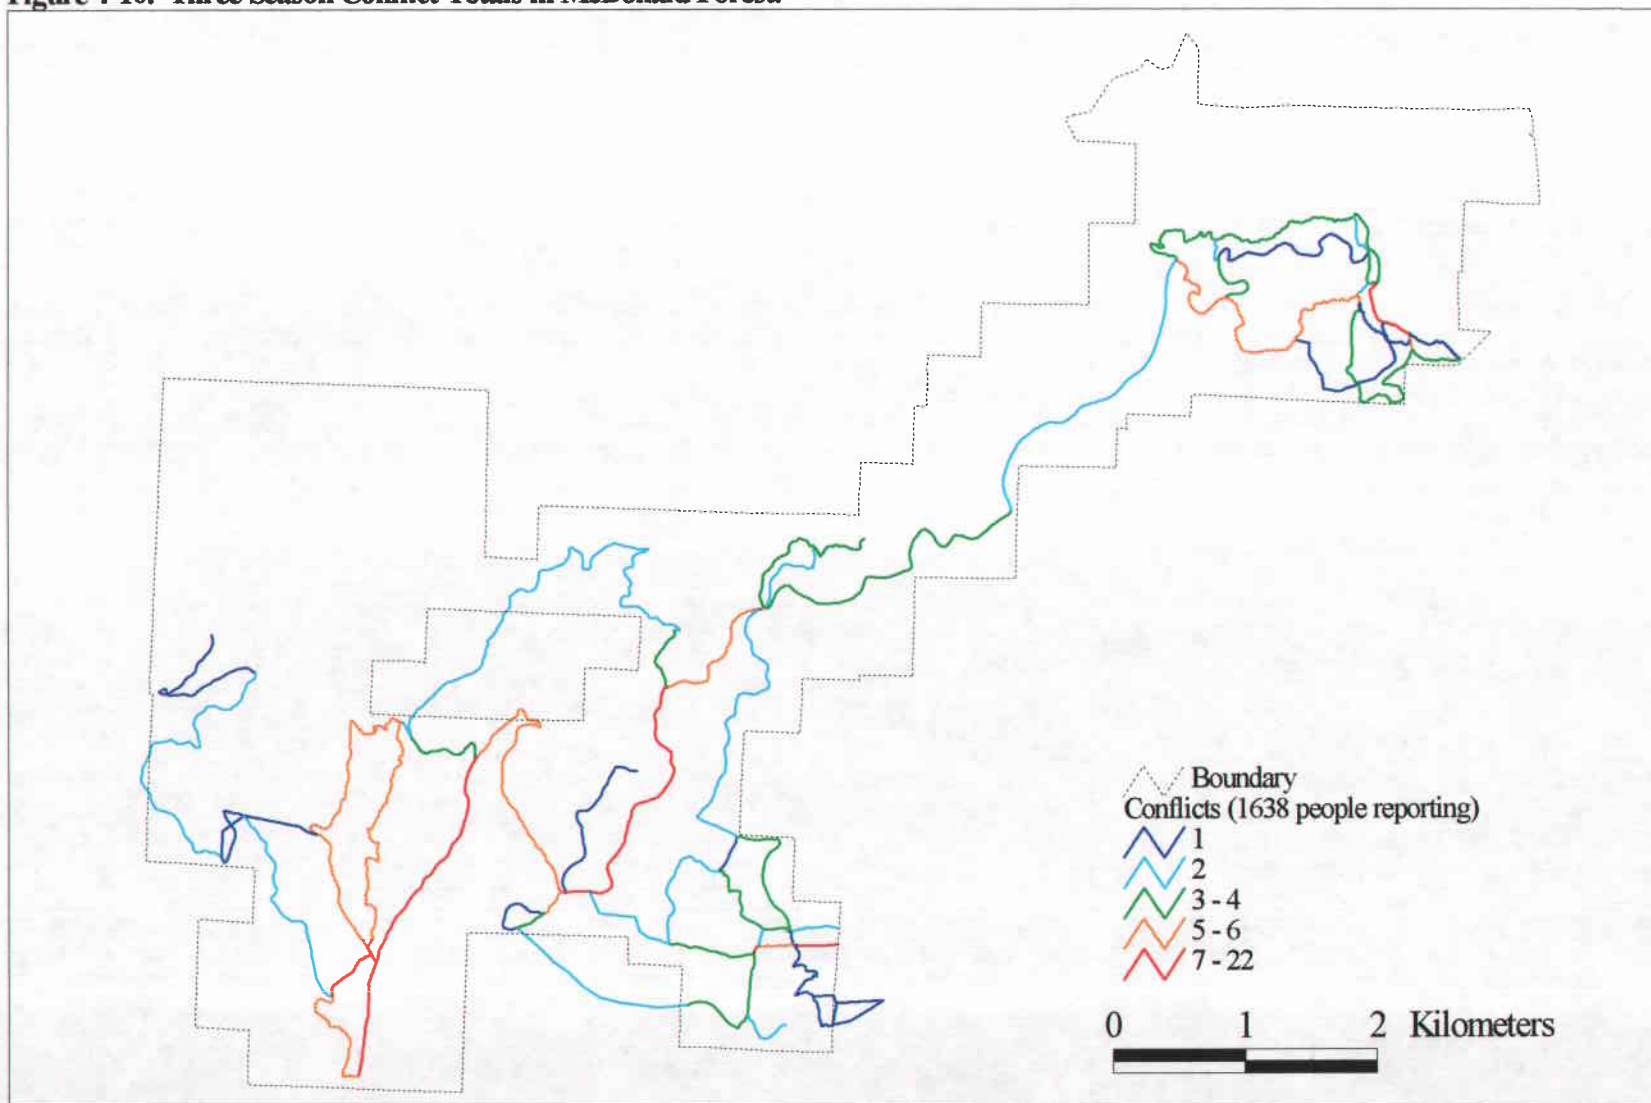 Boundary
Conflicts (1638 people reporting)
1
2
3 - 4
5 - 6
7 - 22
0 1 2 Kilometers